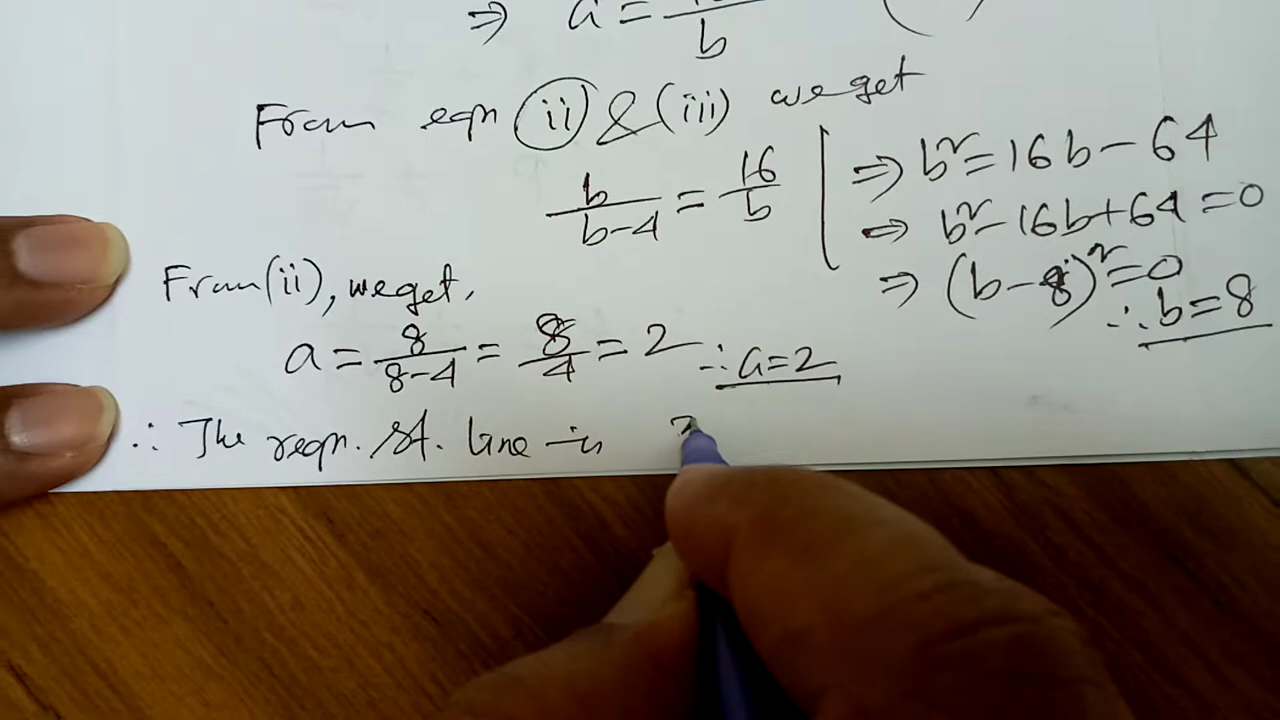 ⇒ a = —/b
From eqn (ii) & (iii) we get
b/(b-4) = 16/b
⇒ b² = 16b - 64
⇒ b² - 16b + 64 = 0
⇒ (b - 8)² = 0
∴ b = 8
From (ii), we get,
a = 8/(8-4) = 8/4 = 2 ∴ a = 2
∴ The reqn. st. line is